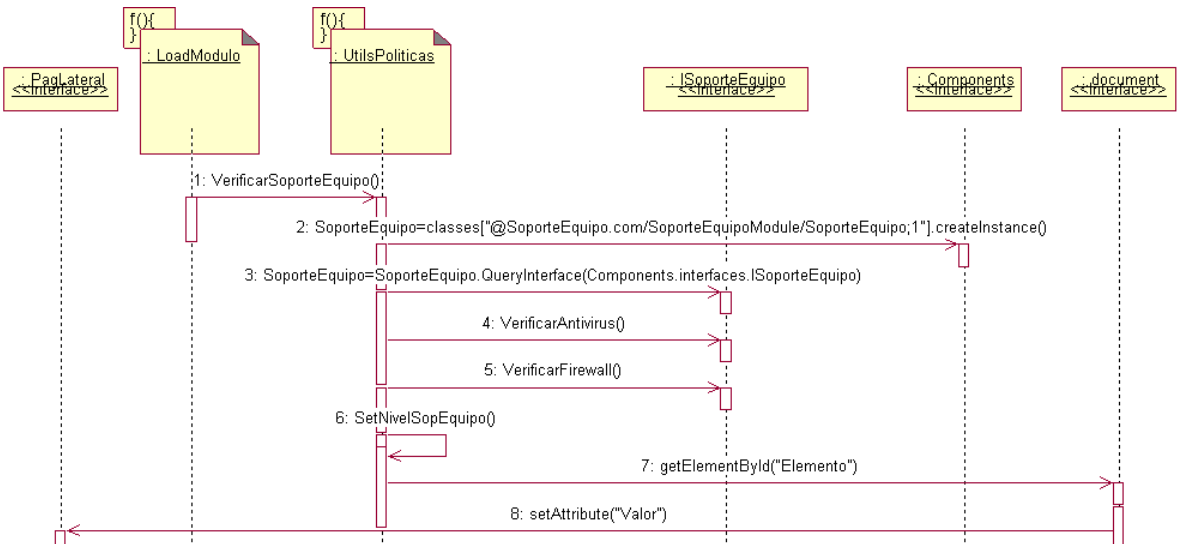 f(){
}
f(){
}
: LoadModulo
: UtilsPoliticas
: PagLateral
<<Interface>>
: ISoporteEquipo
<<Interface>>
: Components
<<Interface>>
: document
<<Interface>>
1: VerificarSoporteEquipo()
2: SoporteEquipo=classes["@SoporteEquipo.com/SoporteEquipoModule/SoporteEquipo;1"].createInstance()
3: SoporteEquipo=SoporteEquipo.QueryInterface(Components.interfaces.ISoporteEquipo)
4: VerificarAntivirus()
5: VerificarFirewall()
6: SetNivelSopEquipo()
7: getElementById("Elemento")
8: setAttribute("Valor")